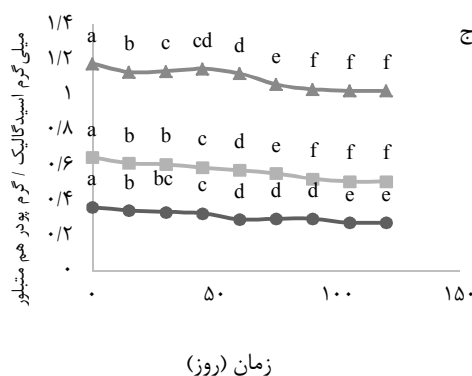 ج
میلی گرم اسیدگالیک / گرم پودر هم متبلور
۱/۴
۱/۲
۱
۰/۸
۰/۶
۰/۴
۰/۲
۰
a b c cd d e f f f
a b b c d e f f f
a b bc c d d d e e
۰ ۵۰ ۱۰۰ ۱۵۰
زمان (روز)